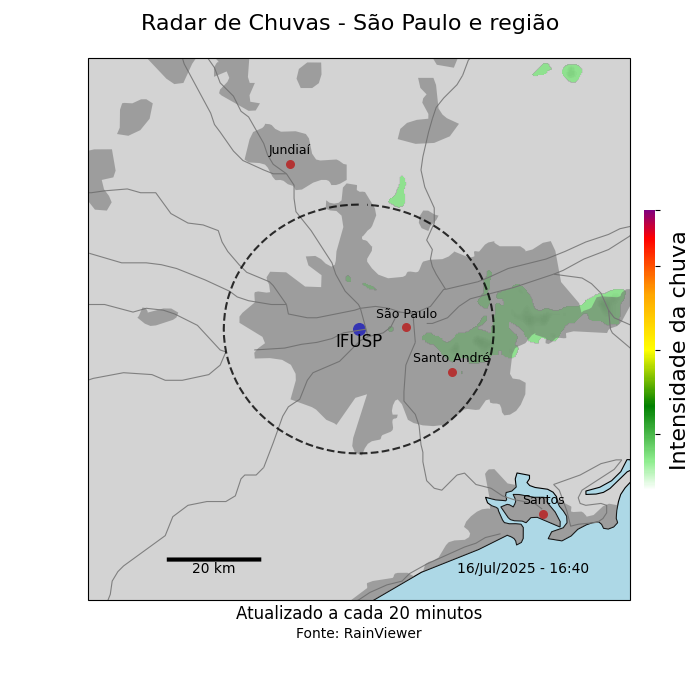 Radar de Chuvas - São Paulo e região
Jundiaí
São Paulo
IFUSP
Santo André
Santos
20 km
16/Jul/2025 - 16:40
Intensidade da chuva
Atualizado a cada 20 minutos
Fonte: RainViewer